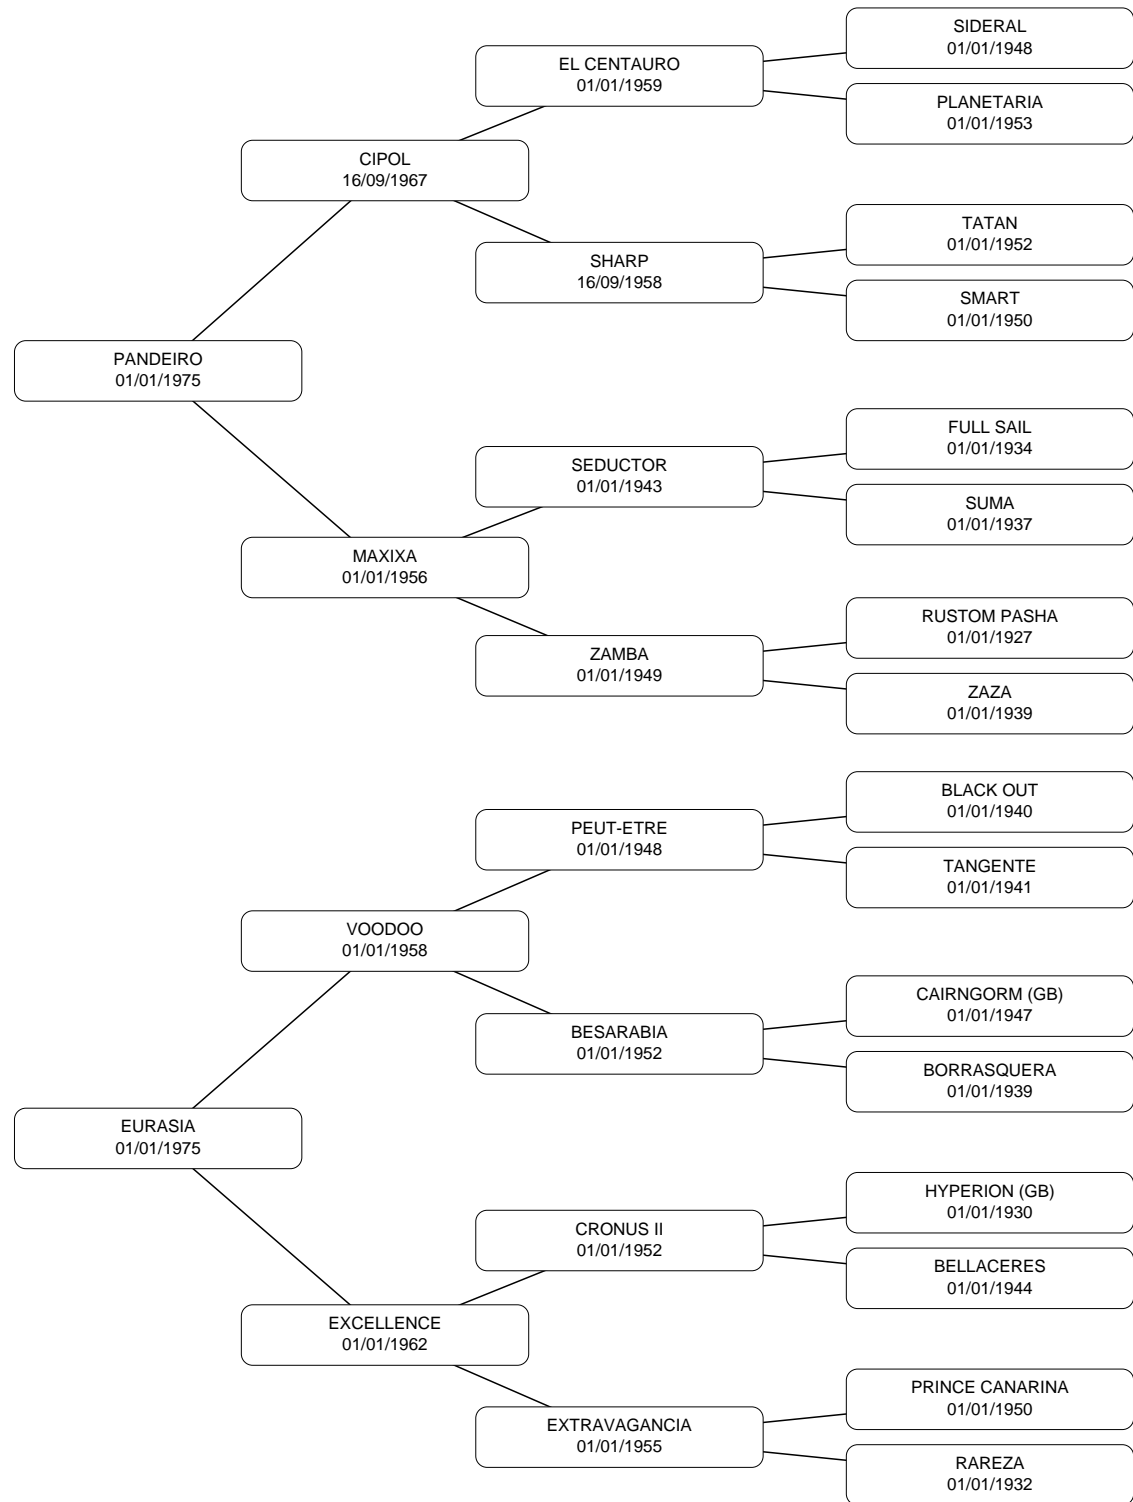 SIDERAL
01/01/1948
EL CENTAURO
01/01/1959
PLANETARIA
01/01/1953
CIPOL
16/09/1967
TATAN
01/01/1952
SHARP
16/09/1958
SMART
01/01/1950
PANDEIRO
01/01/1975
FULL SAIL
01/01/1934
SEDUCTOR
01/01/1943
SUMA
01/01/1937
MAXIXA
01/01/1956
RUSTOM PASHA
01/01/1927
ZAMBA
01/01/1949
ZAZA
01/01/1939
BLACK OUT
01/01/1940
PEUT-ETRE
01/01/1948
TANGENTE
01/01/1941
VOODOO
01/01/1958
CAIRNGORM (GB)
01/01/1947
BESARABIA
01/01/1952
BORRASQUERA
01/01/1939
EURASIA
01/01/1975
HYPERION (GB)
01/01/1930
CRONUS II
01/01/1952
BELLACERES
01/01/1944
EXCELLENCE
01/01/1962
PRINCE CANARINA
01/01/1950
EXTRAVAGANCIA
01/01/1955
RAREZA
01/01/1932